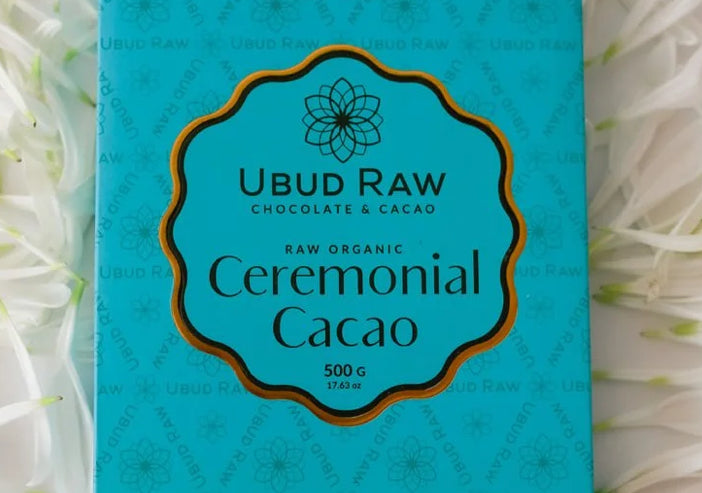 UBUD RAW
CHOCOLATE & CACAO
RAW ORGANIC
Ceremonial
Cacao
500 G
17.63 oz